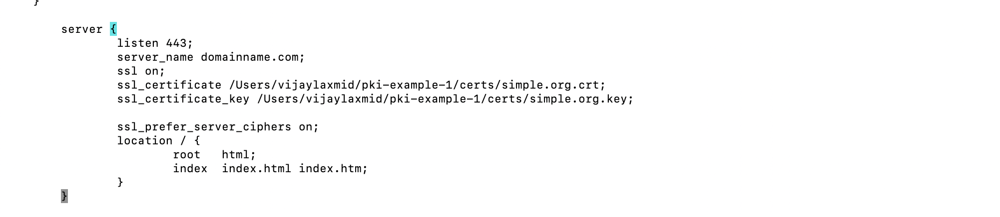 }
server {
listen 443;
server_name domainname.com;
ssl on;
ssl_certificate /Users/vijaylaxmid/pki-example-1/certs/simple.org.crt;
ssl_certificate_key /Users/vijaylaxmid/pki-example-1/certs/simple.org.key;
ssl_prefer_server_ciphers on;
location / {
root   html;
index  index.html index.htm;
}
}